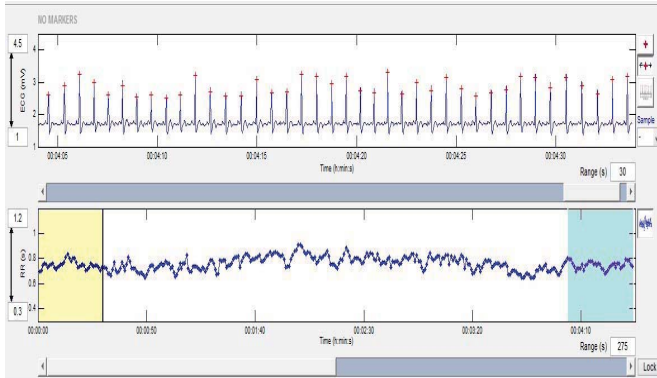 NO MARKERS
4.5
ECG (mV)
1
4
3
2
1
00:04:05 00:04:10 00:04:15 00:04:20 00:04:25 00:04:30
Time (h:min:s)
Sample
-
Range (s) 30
1.2
RR (s)
0.3
1
0.8
0.6
0.4
00:00:00 00:00:50 00:01:40 00:02:30 00:03:20 00:04:10
Time (h:min:s)
Range (s) 275
Lock